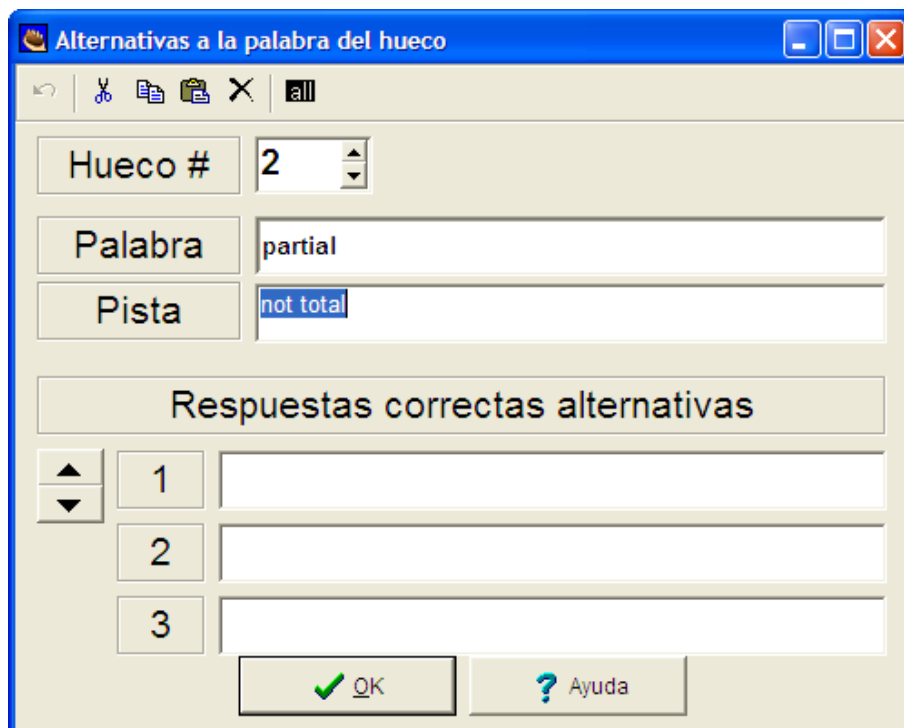 Alternativas a la palabra del hueco
all
Hueco # 2
Palabra partial
Pista not total
Respuestas correctas alternativas
1
2
3
OK Ayuda